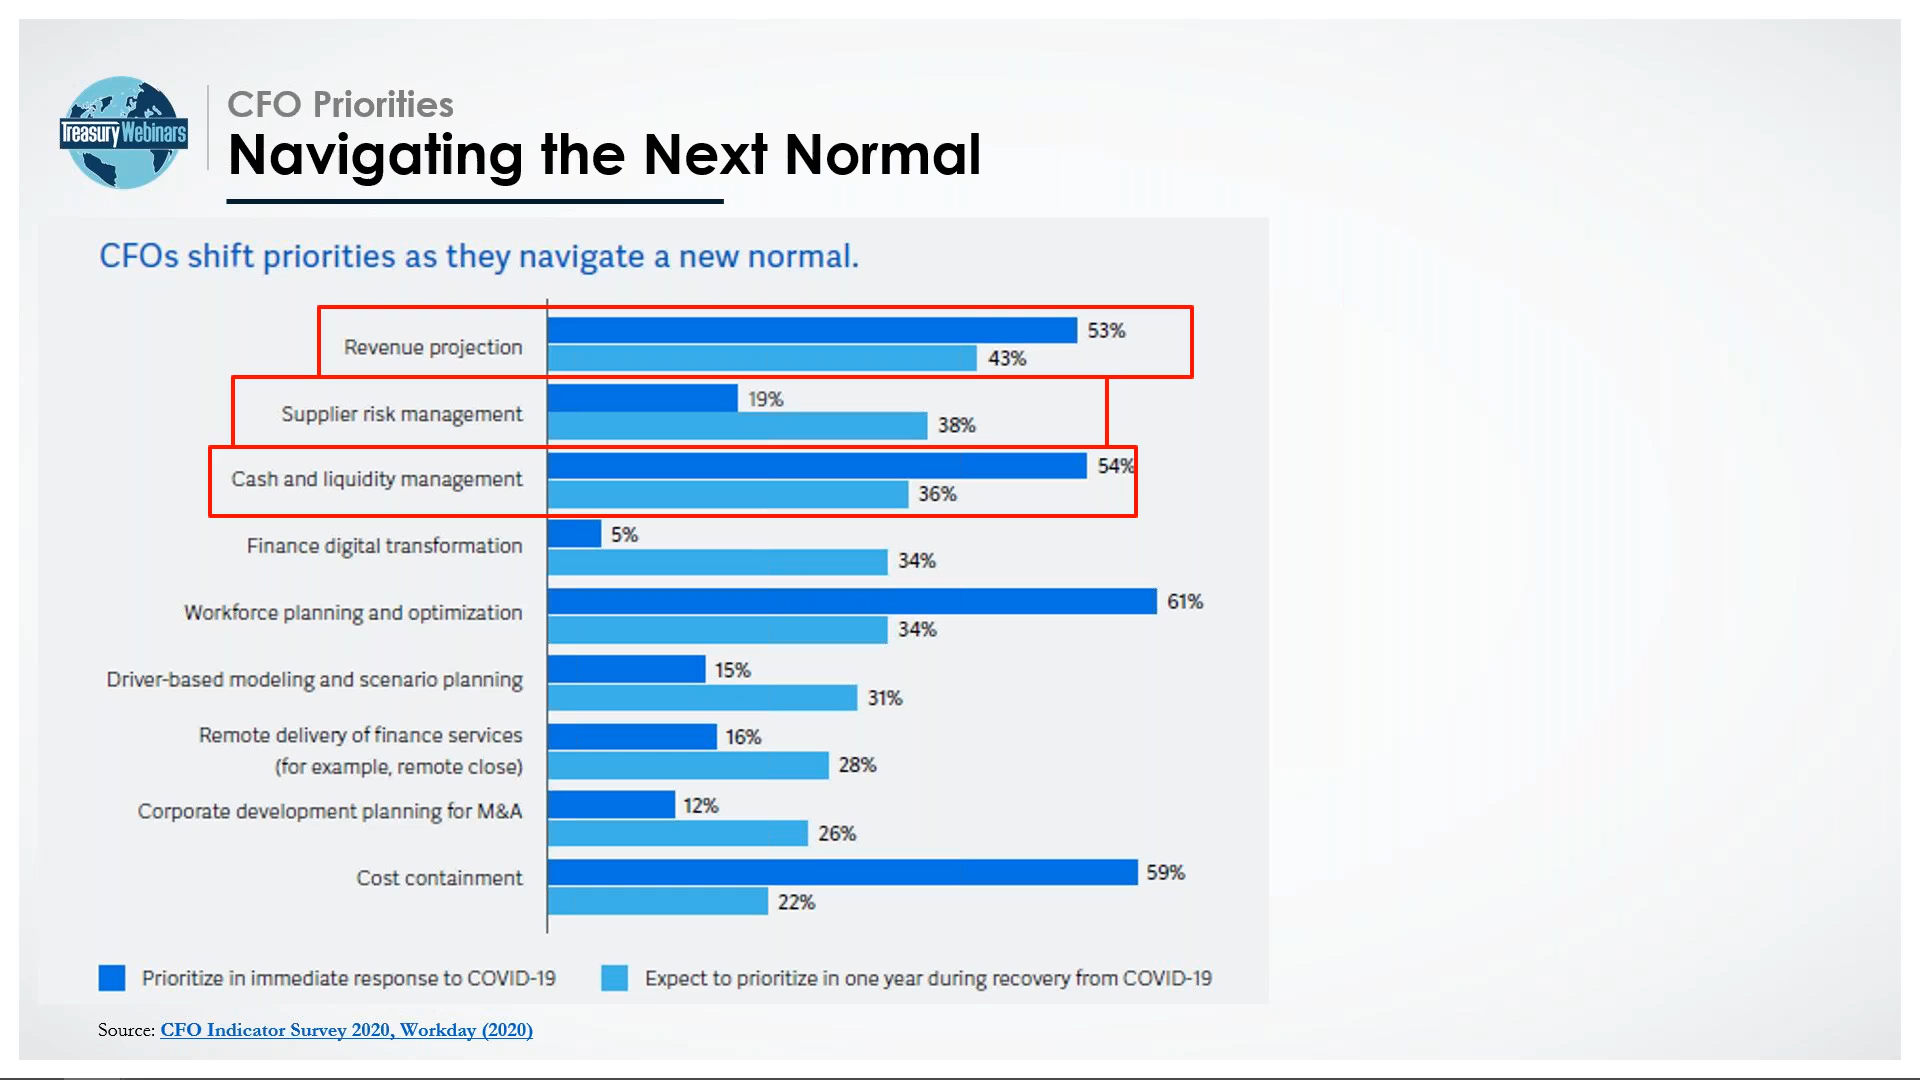 Treasury Webinars
CFO Priorities
Navigating the Next Normal
CFOs shift priorities as they navigate a new normal.
Revenue projection
53%
43%
Supplier risk management
19%
38%
Cash and liquidity management
54%
36%
Finance digital transformation
5%
34%
Workforce planning and optimization
61%
34%
Driver-based modeling and scenario planning
15%
31%
Remote delivery of finance services
(for example, remote close)
16%
28%
Corporate development planning for M&A
12%
26%
Cost containment
59%
22%
Prioritize in immediate response to COVID-19
Expect to prioritize in one year during recovery from COVID-19
Source: CFO Indicator Survey 2020, Workday (2020)